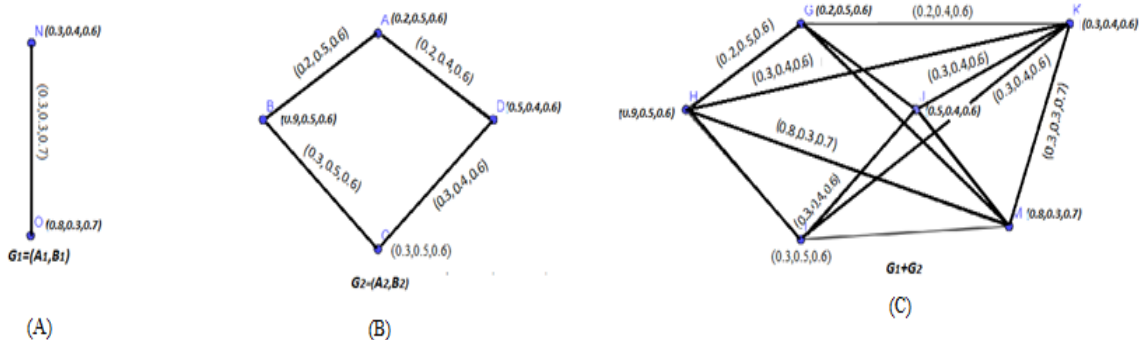 N (0.3,0.4,0.6)
(0.3,0.3,0.7)
O (0.8,0.3,0.7)
G1=(A1,B1)
(A)
A (0.2,0.5,0.6)
(0.2,0.5,0.6)
(0.2,0.4,0.6)
B (0.9,0.5,0.6)
D (0.5,0.4,0.6)
(0.3,0.5,0.6)
(0.3,0.4,0.6)
C
(0.3,0.5,0.6)
G2=(A2,B2)
(B)
G (0.2,0.5,0.6)
(0.2,0.4,0.6)
K (0.3,0.4,0.6)
(0.2,0.5,0.6)
(0.3,0.4,0.6)
(0.3,0.4,0.6)
(0.3,0.4,0.6)
H
(0.9,0.5,0.6)
(0.5,0.4,0.6)
(0.8,0.3,0.7)
(0.3,0.3,0.7)
(0.3,0.4,0.6)
M (0.8,0.3,0.7)
(0.3,0.5,0.6)
G1+G2
(C)